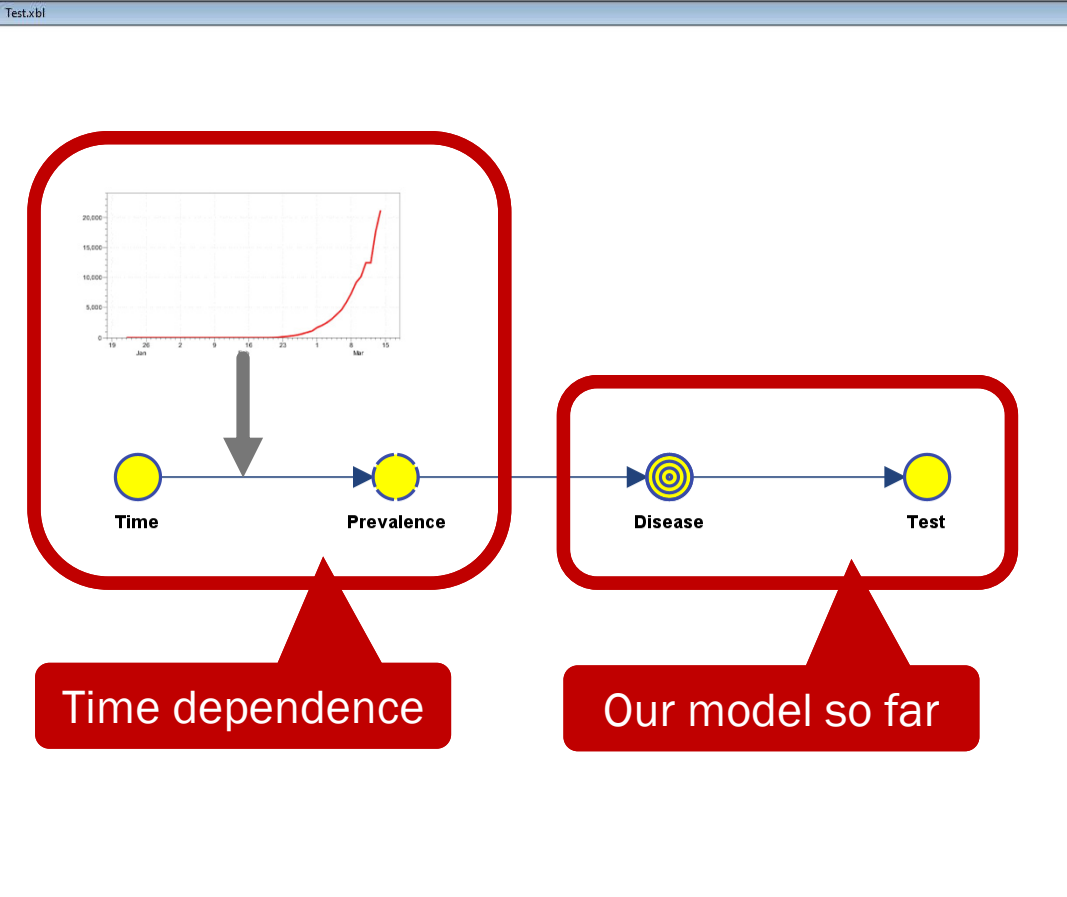 Test.xbl
20,000
15,000
10,000
5,000
0
19 26 2 9 16 23 1 8 15
Jan Mar
Time Prevalence Disease Test
Time dependence
Our model so far